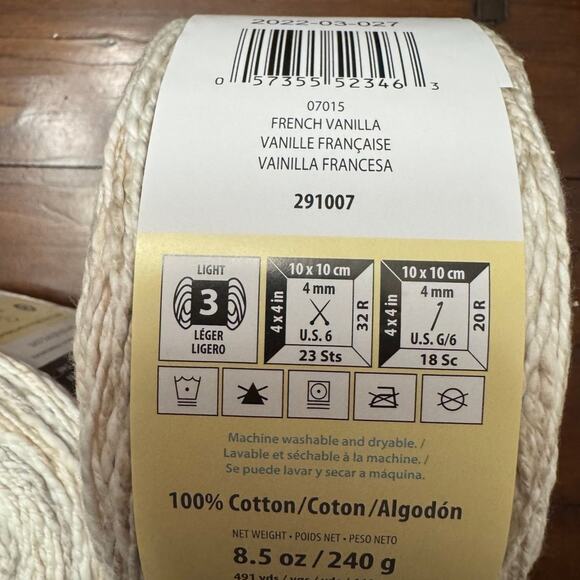 2022-03-027
0 57355 52346 3
07015
FRENCH VANILLA
VANILLE FRANÇAISE
VAINILLA FRANCESA
291007
LIGHT
3
LÉGER
LIGERO
10 x 10 cm
4 x 4 in
4 mm
U.S. 6
32 R
23 Sts
10 x 10 cm
4 x 4 in
4 mm
U.S. G/6
20 R
18 Sc
Machine washable and dryable. /
Lavable et séchable à la machine. /
Se puede lavar y secar a máquina.
100% Cotton/Coton/Algodón
NET WEIGHT • POIDS NET • PESO NETO
8.5 oz / 240 g
491 yds